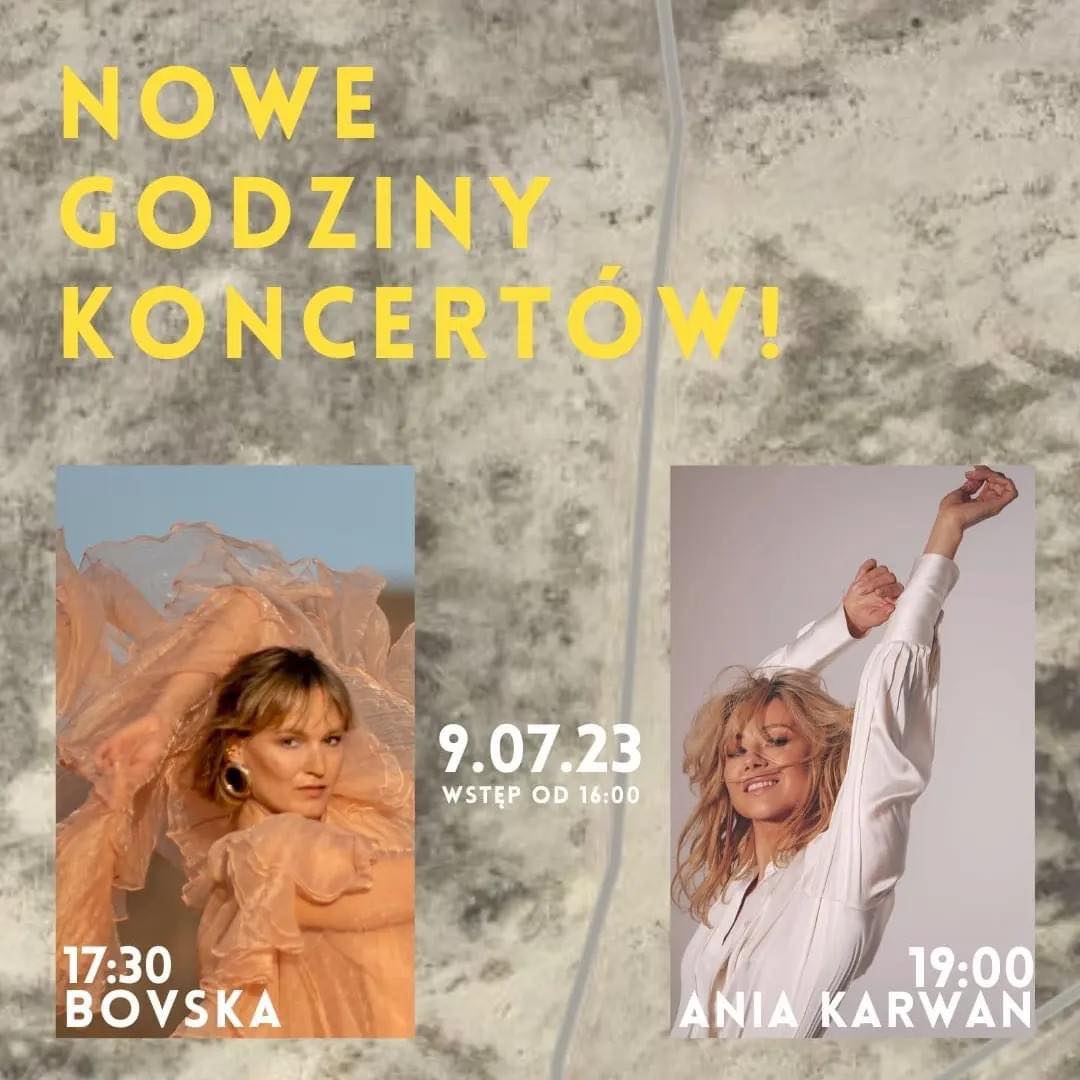 NOWE
GODZINY
KONCERTÓW!
9.07.23
WSTĘP OD 16:00
17:30
BOVSKA
19:00
ANIA KARWAN